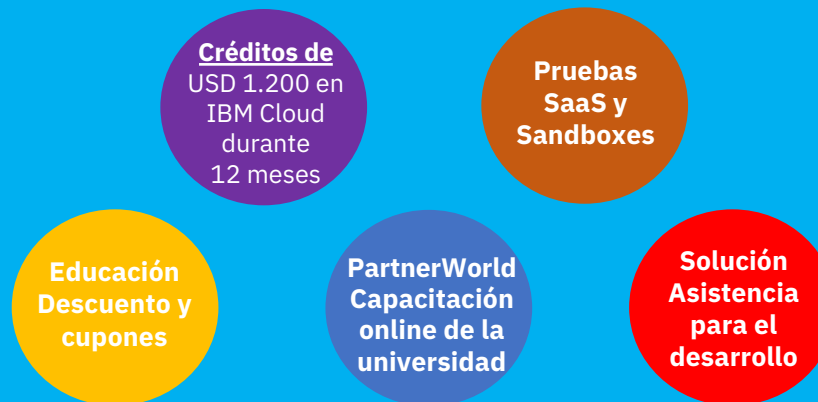 Créditos de
USD 1.200 en
IBM Cloud
durante
12 meses
Pruebas
SaaS y
Sandboxes
Educación
Descuento y
cupones
PartnerWorld
Capacitación
online de la
universidad
Solución
Asistencia
para el
desarrollo